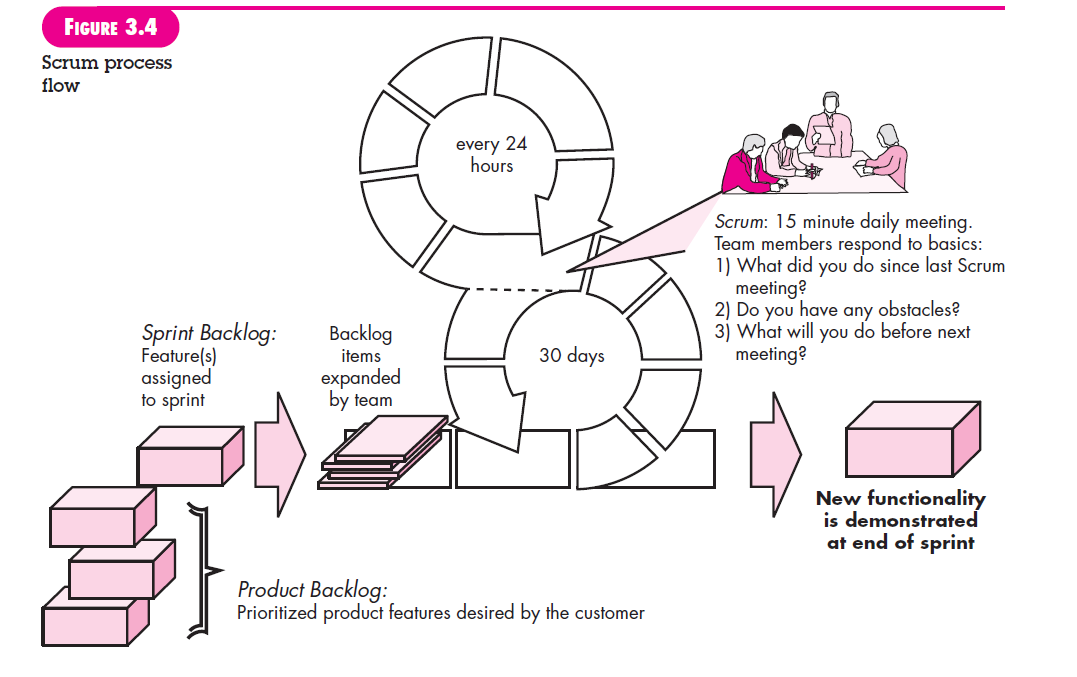 FIGURE 3.4
Scrum process
flow
every 24
hours
Scrum: 15 minute daily meeting.
Team members respond to basics:
1) What did you do since last Scrum
meeting?
2) Do you have any obstacles?
3) What will you do before next
meeting?
Sprint Backlog:
Feature(s)
assigned
to sprint
Backlog
items
expanded
by team
30 days
New functionality
is demonstrated
at end of sprint
Product Backlog:
Prioritized product features desired by the customer